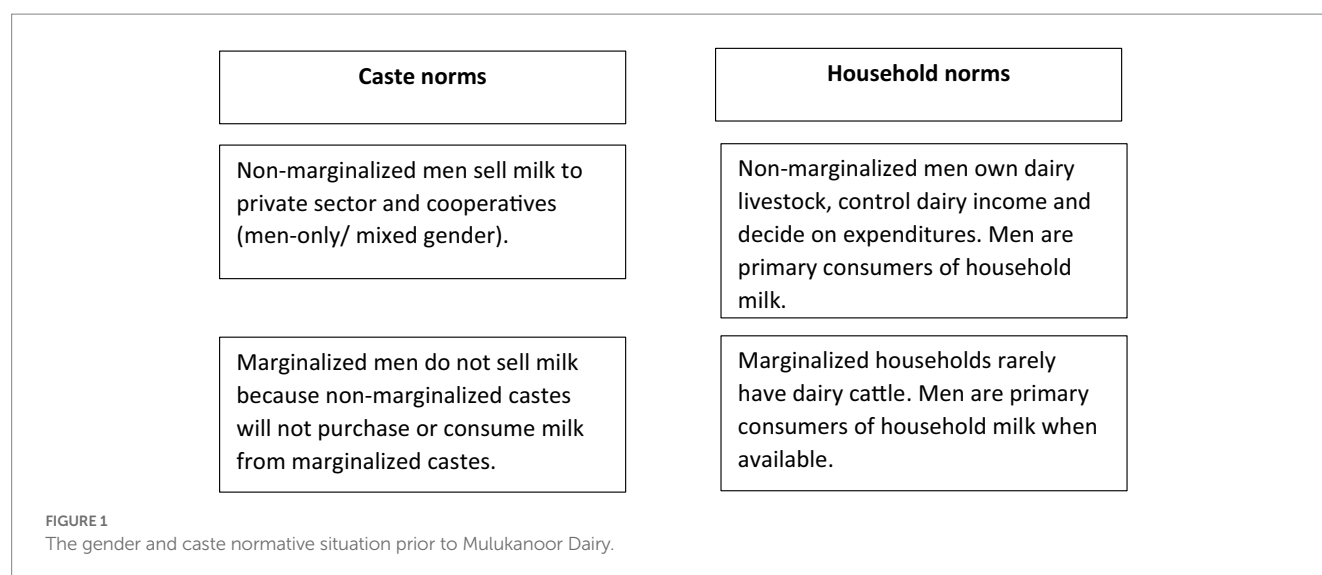 Caste norms
Household norms
Non-marginalized men sell milk to
private sector and cooperatives
(men-only/ mixed gender).
Non-marginalized men own dairy
livestock, control dairy income and
decide on expenditures. Men are
primary consumers of household
milk.
Marginalized men do not sell milk
because non-marginalized castes
will not purchase or consume milk
from marginalized castes.
Marginalized households rarely
have dairy cattle. Men are primary
consumers of household milk when
available.
FIGURE 1
The gender and caste normative situation prior to Mulukanoor Dairy.